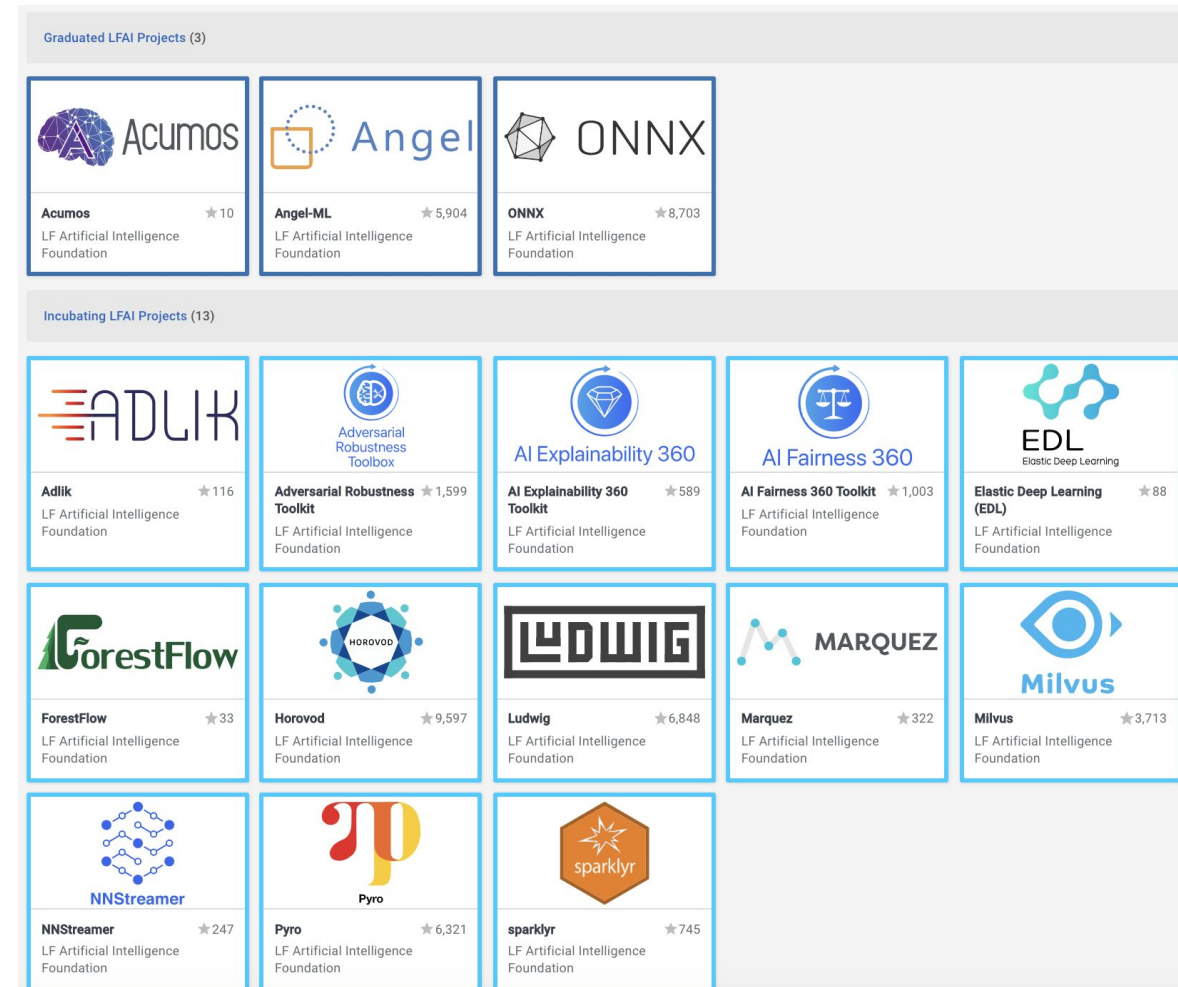 Graduated LFAI Projects (3)
ACUMOS
Angel
ONNX
Acumos ★10
LF Artificial Intelligence
Foundation
Angel-ML ★5,904
LF Artificial Intelligence
Foundation
ONNX ★8,703
LF Artificial Intelligence
Foundation
Incubating LFAI Projects (13)
ADLIK
Adversarial
Robustness
Toolbox
AI Explainability 360
AI Fairness 360
EDL
Elastic Deep Learning
Adlik ★116
LF Artificial Intelligence
Foundation
Adversarial Robustness ★1,599
Toolkit
LF Artificial Intelligence
Foundation
AI Explainability 360 ★589
Toolkit
LF Artificial Intelligence
Foundation
AI Fairness 360 Toolkit ★1,003
LF Artificial Intelligence
Foundation
Elastic Deep Learning ★88
(EDL)
LF Artificial Intelligence
Foundation
ForestFlow
HOROVOD
LUDWIG
MARQUEZ
Milvus
ForestFlow ★33
LF Artificial Intelligence
Foundation
Horovod ★9,597
LF Artificial Intelligence
Foundation
Ludwig ★6,848
LF Artificial Intelligence
Foundation
Marquez ★322
LF Artificial Intelligence
Foundation
Milvus ★3,713
LF Artificial Intelligence
Foundation
NNStreamer
Pyro
sparklyr
NNStreamer ★247
LF Artificial Intelligence
Foundation
Pyro ★6,321
LF Artificial Intelligence
Foundation
sparklyr ★745
LF Artificial Intelligence
Foundation